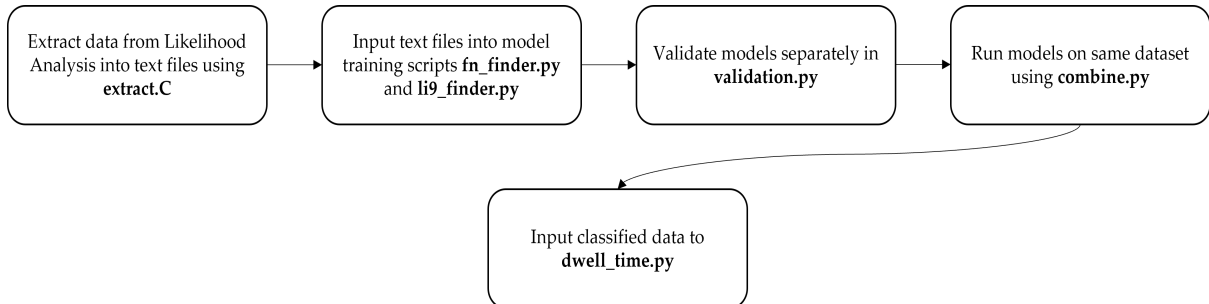 Extract data from Likelihood
Analysis into text files using
extract.C
Input text files into model
training scripts fn_finder.py
and li9_finder.py
Validate models separately in
validation.py
Run models on same dataset
using combine.py
Input classified data to
dwell_time.py